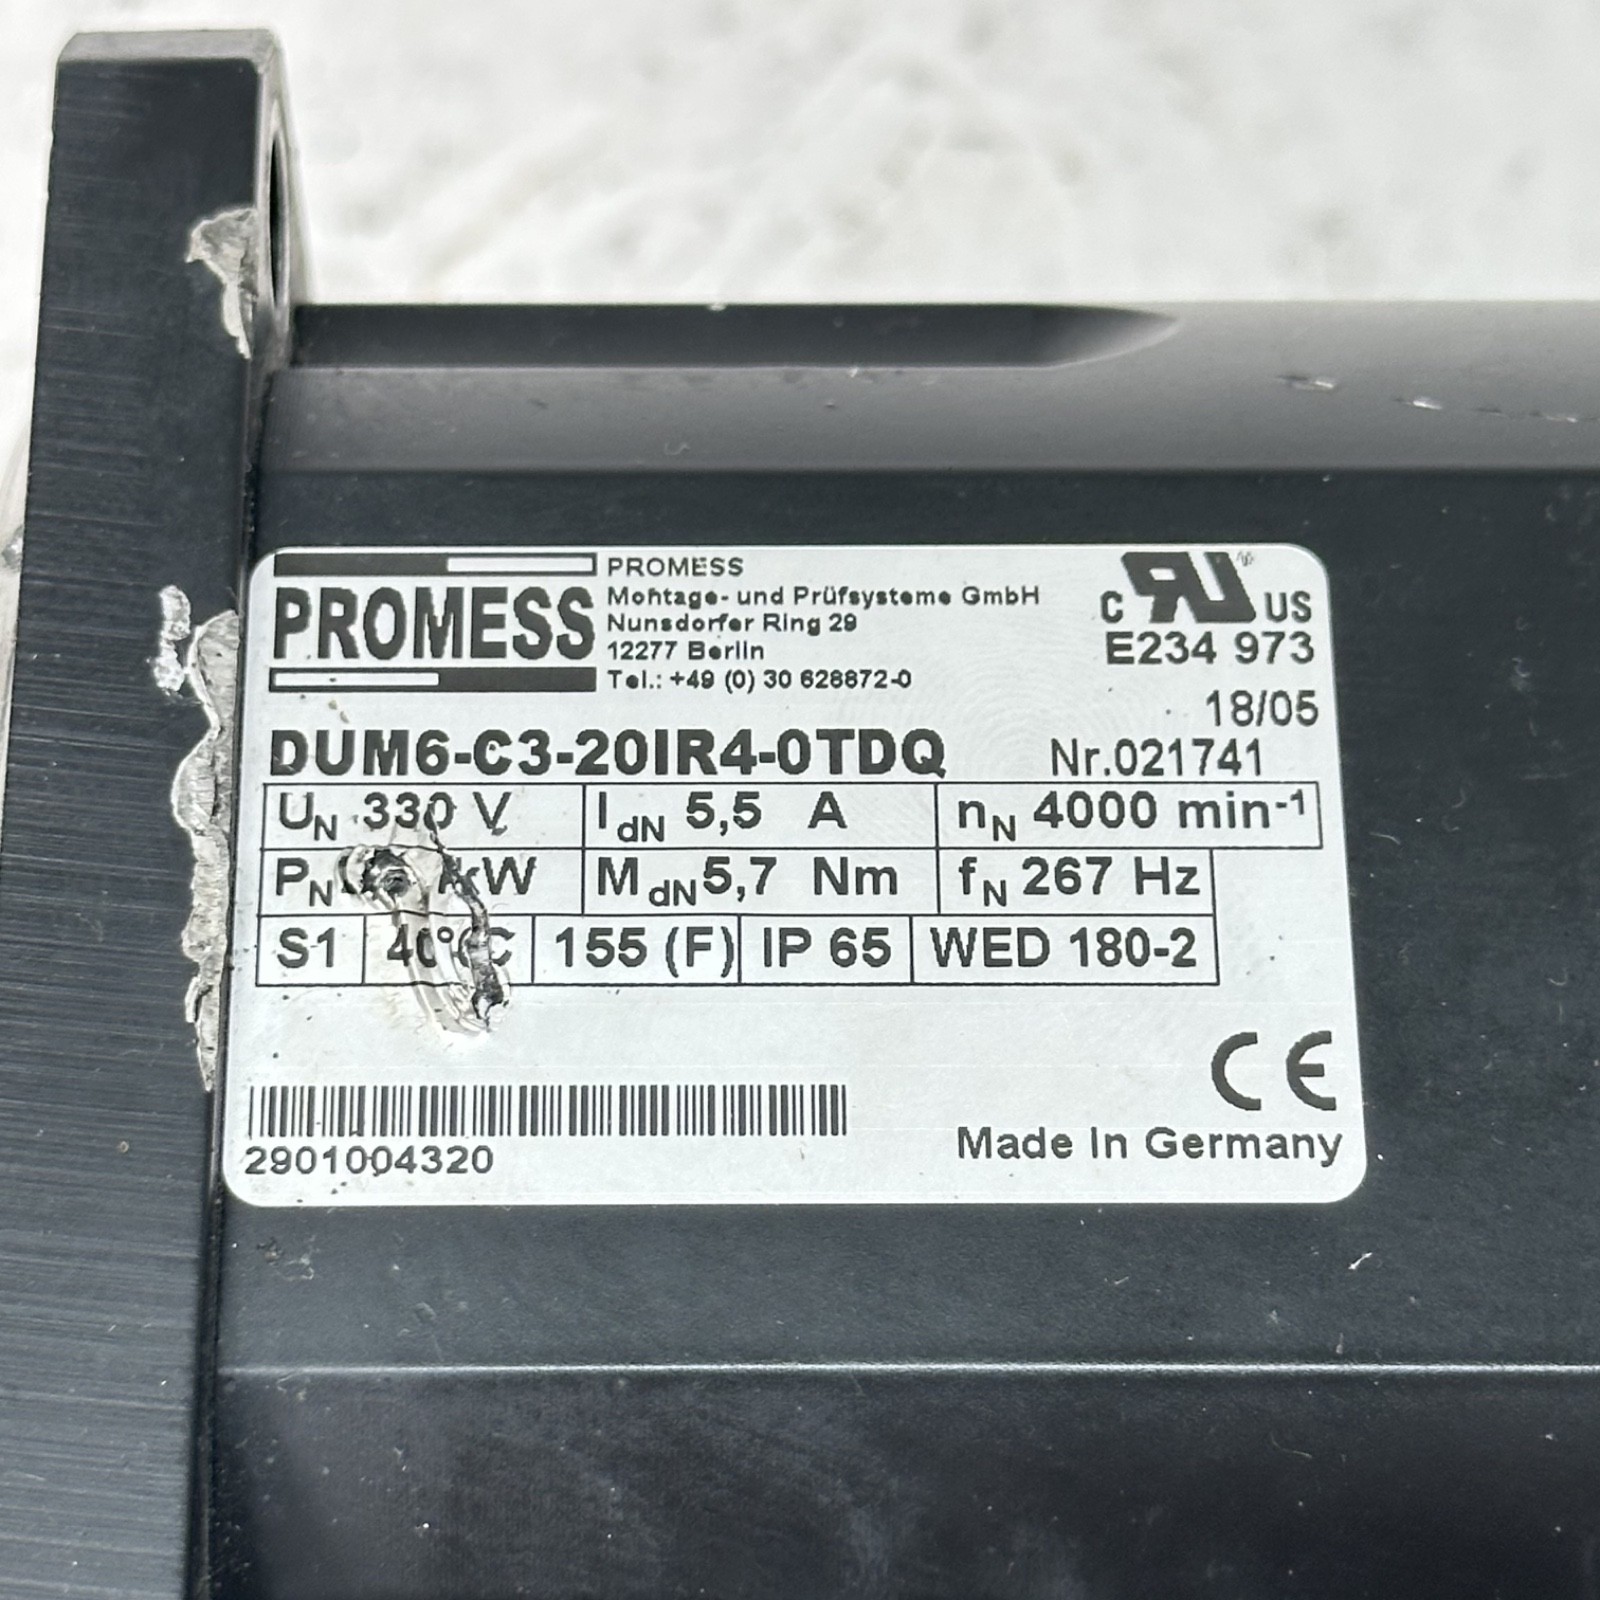 PROMESS
PROMESS
Montage- und Prüfsysteme GmbH
Nunsdorfer Ring 29
12277 Berlin
Tel.: +49 (0) 30 628872-0
C RU US
E234 973
18/05
DUM6-C3-20IR4-0TDQ Nr.021741
UN 330 V IdN 5,5 A nN 4000 min-1
PN kW MdN 5,7 Nm fN 267 Hz
S1 40°C 155 (F) IP 65 WED 180-2
CE
2901004320
Made In Germany